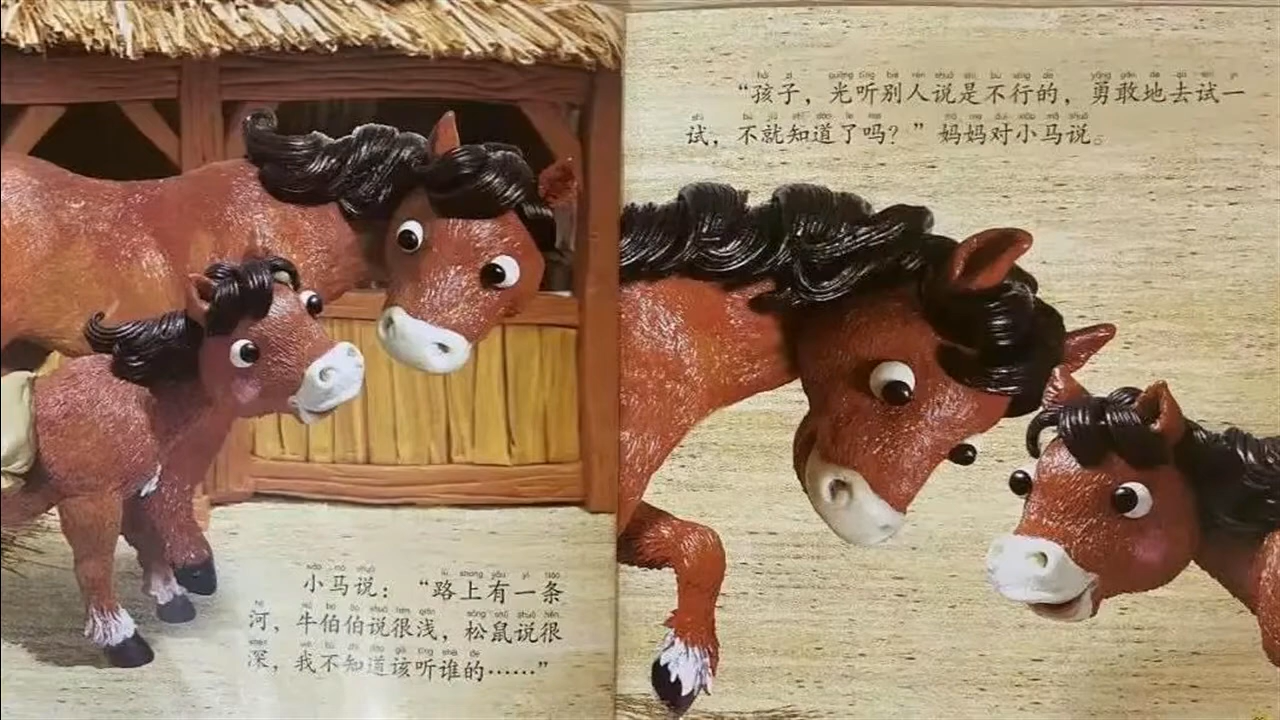 小马说：“路上有一条
河，牛伯伯说很浅，松鼠说很
深，我不知道该听谁的……”
“孩子，光听别人说是不行的，勇敢地去试一
试，不就知道了吗？”妈妈对小马说。